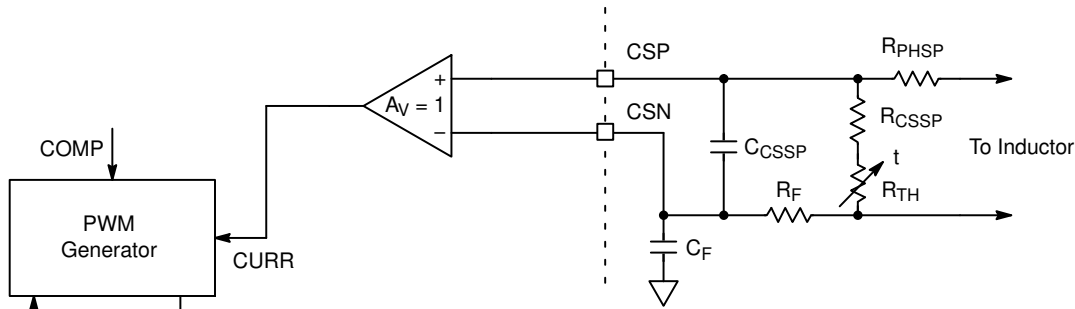 CSP
R_PHSP
+
A_V = 1
−
CSN
R_CSSP
COMP
C_CSSP
t
To Inductor
R_F
R_TH
PWM
Generator
CURR
C_F